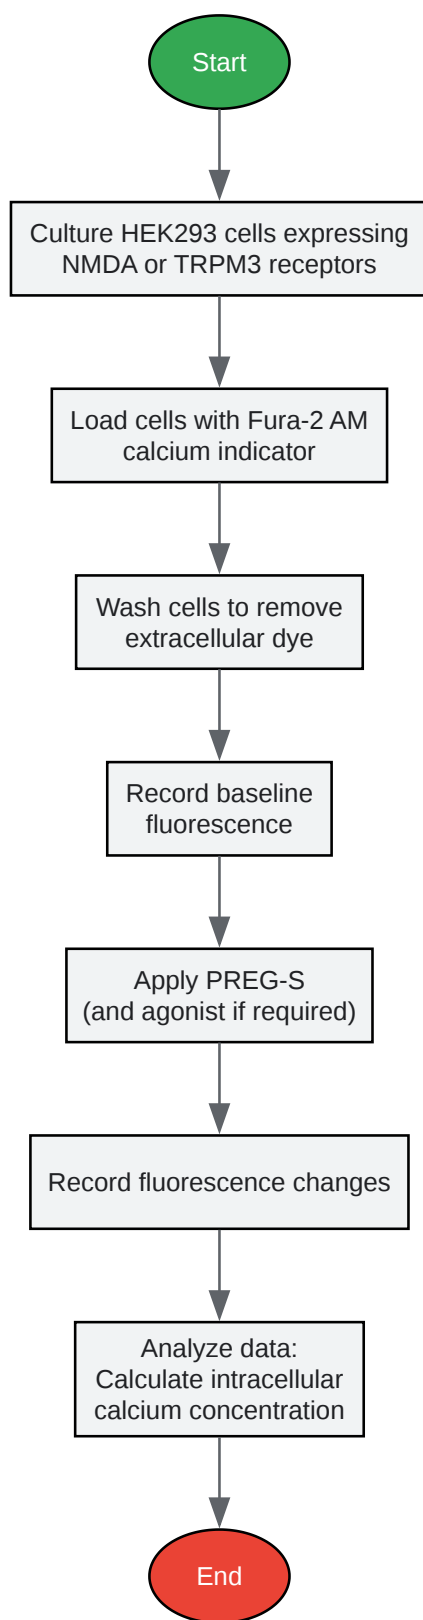 Start
Culture HEK293 cells expressing
NMDA or TRPM3 receptors
Load cells with Fura-2 AM
calcium indicator
Wash cells to remove
extracellular dye
Record baseline
fluorescence
Apply PREG-S
(and agonist if required)
Record fluorescence changes
Analyze data:
Calculate intracellular
calcium concentration
End